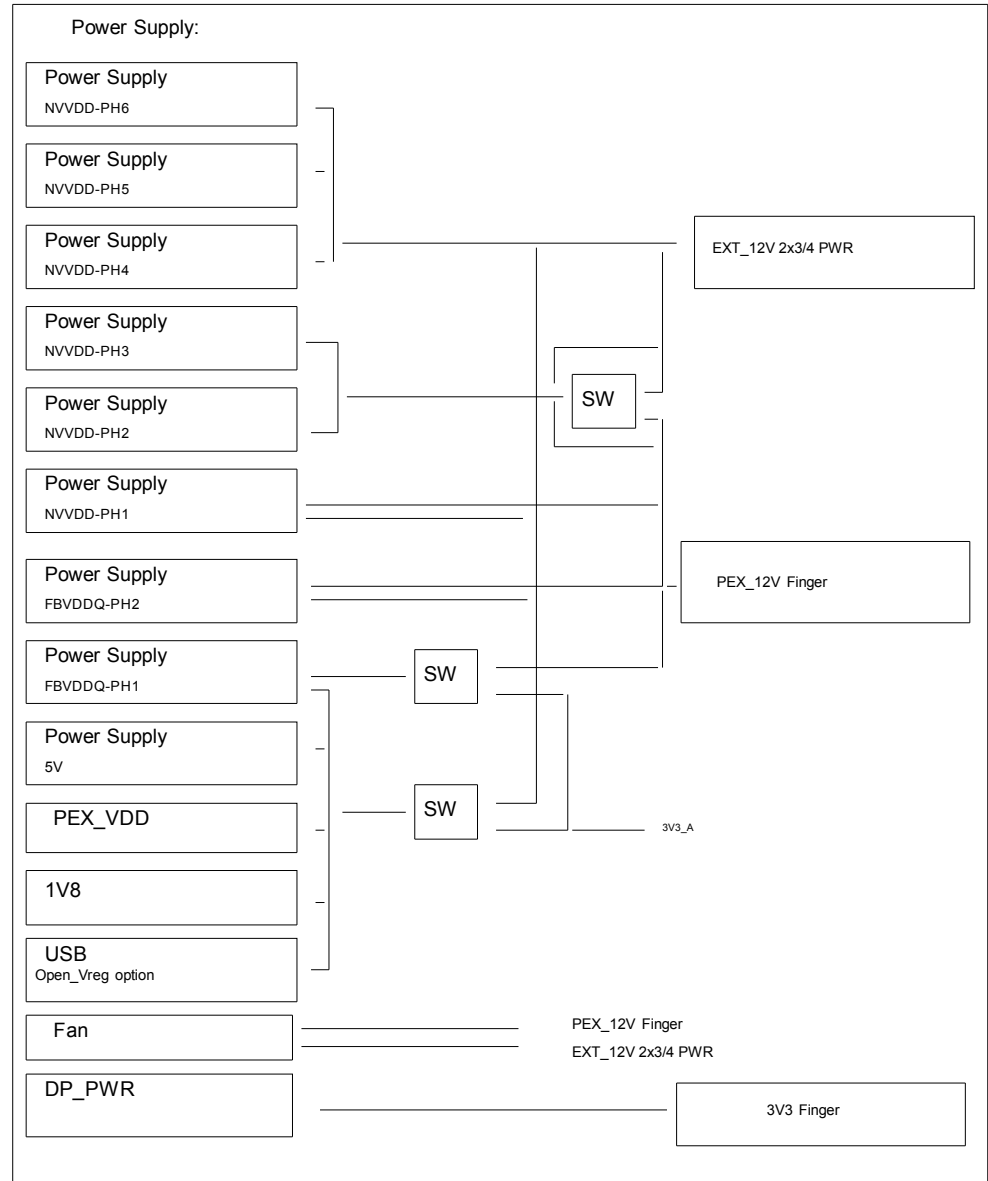 Power Supply:
Power Supply
NVVDD-PH6
Power Supply
NVVDD-PH5
Power Supply
NVVDD-PH4
EXT_12V 2x3/4 PWR
Power Supply
NVVDD-PH3
SW
Power Supply
NVVDD-PH2
Power Supply
NVVDD-PH1
Power Supply
FBVDDQ-PH2
PEX_12V Finger
Power Supply
FBVDDQ-PH1
SW
Power Supply
5V
PEX_VDD
SW
3V3_A
1V8
USB
Open_Vreg option
Fan
PEX_12V Finger
EXT_12V 2x3/4 PWR
DP_PWR
3V3 Finger